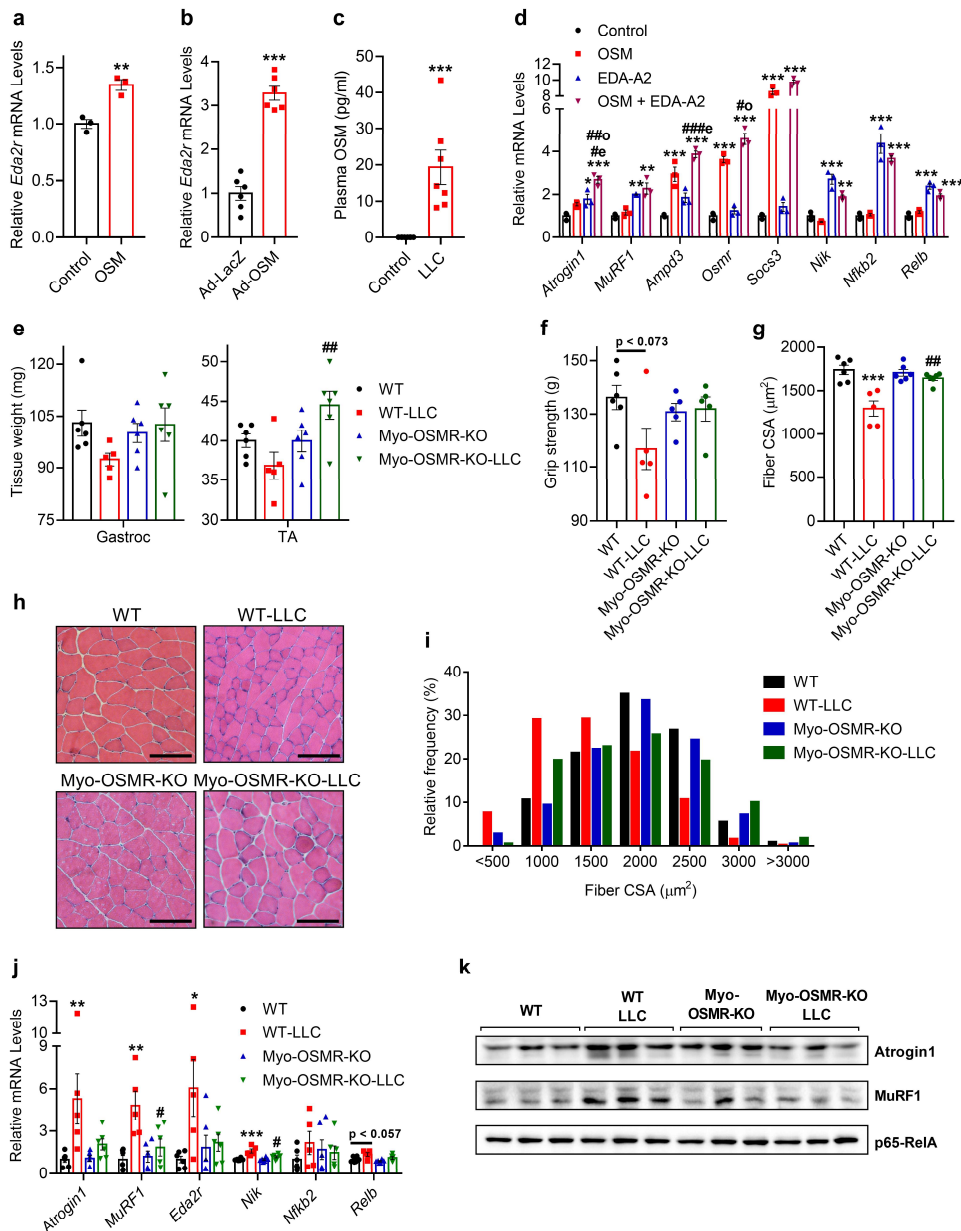 a
Relative Eda2r mRNA Levels
1.5
1.0
0.5
0.0
**
Control
OSM
b
Relative Eda2r mRNA Levels
4
3
2
1
0
***
Ad-LacZ
Ad-OSM
c
Plasma OSM (pg/ml)
60
50
40
30
20
10
0
***
Control
LLC
d
Control
OSM
EDA-A2
OSM + EDA-A2
Relative mRNA Levels
12
10
8
6
4
2
0
##o
#e
***
*
**
**
###e
***
***
#o
***
***
***
***
***
**
***
***
***
***
Atrogin1
MuRF1
Ampd3
Osmr
Socs3
Nik
Nfkb2
Relb
e
Tissue weight (mg)
120
105
90
75
Gastroc
50
45
40
35
30
##
TA
WT
WT-LLC
Myo-OSMR-KO
Myo-OSMR-KO-LLC
f
Grip strength (g)
150
130
110
90
p < 0.073
WT
WT-LLC
Myo-OSMR-KO
Myo-OSMR-KO-LLC
g
Fiber CSA (μm²)
2000
1500
1000
500
0
***
##
WT
WT-LLC
Myo-OSMR-KO
Myo-OSMR-KO-LLC
h
WT
WT-LLC
Myo-OSMR-KO
Myo-OSMR-KO-LLC
i
Relative frequency (%)
40
30
20
10
0
<500
1000
1500
2000
2500
3000
>3000
Fiber CSA (μm²)
WT
WT-LLC
Myo-OSMR-KO
Myo-OSMR-KO-LLC
j
Relative mRNA Levels
13
11
9
6
3
0
**
**
#
*
***
#
p < 0.057
WT
WT-LLC
Myo-OSMR-KO
Myo-OSMR-KO-LLC
Atrogin1
MuRF1
Eda2r
Nik
Nfkb2
Relb
k
WT
WT
LLC
Myo-
OSMR-KO
Myo-OSMR-KO
LLC
Atrogin1
MuRF1
p65-RelA